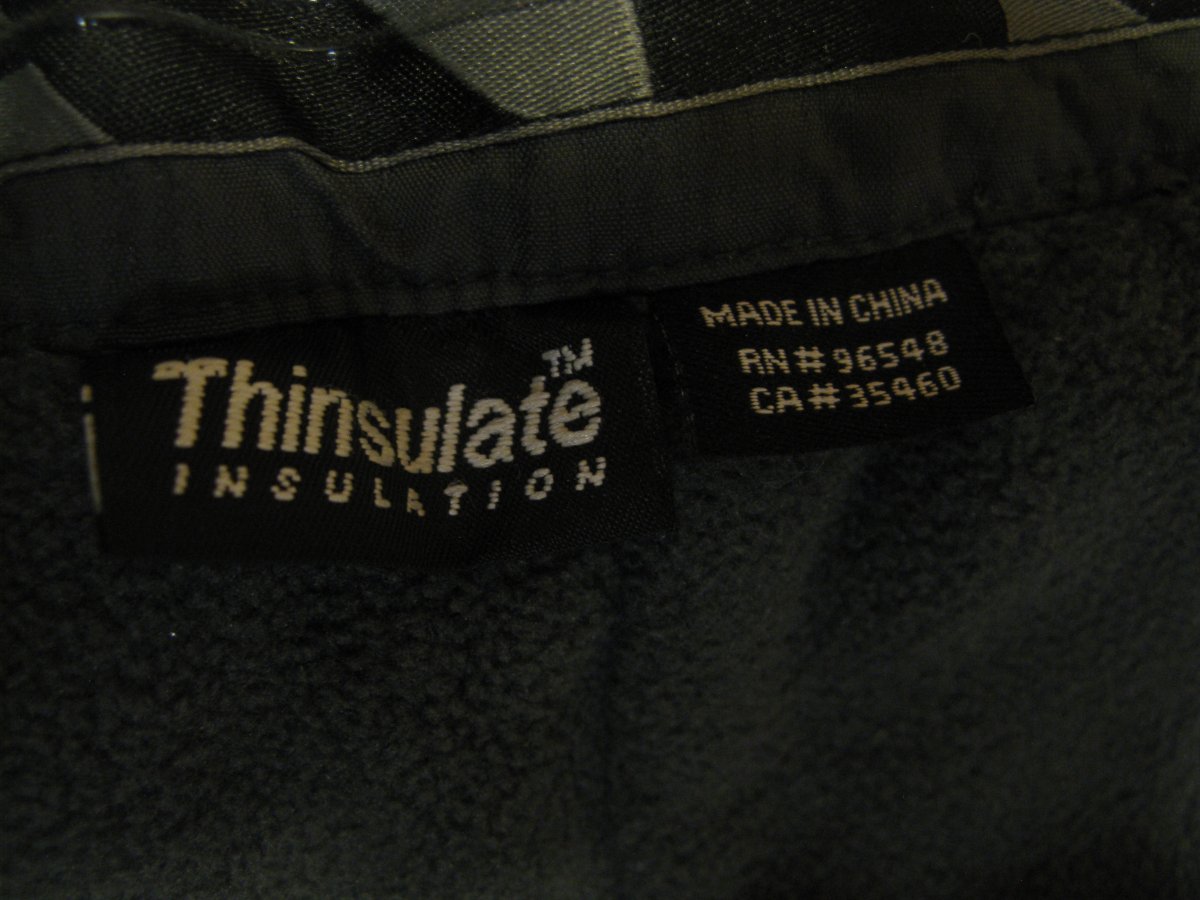 Thinsulate™
INSULATION
MADE IN CHINA
RN#96548
CA#35460